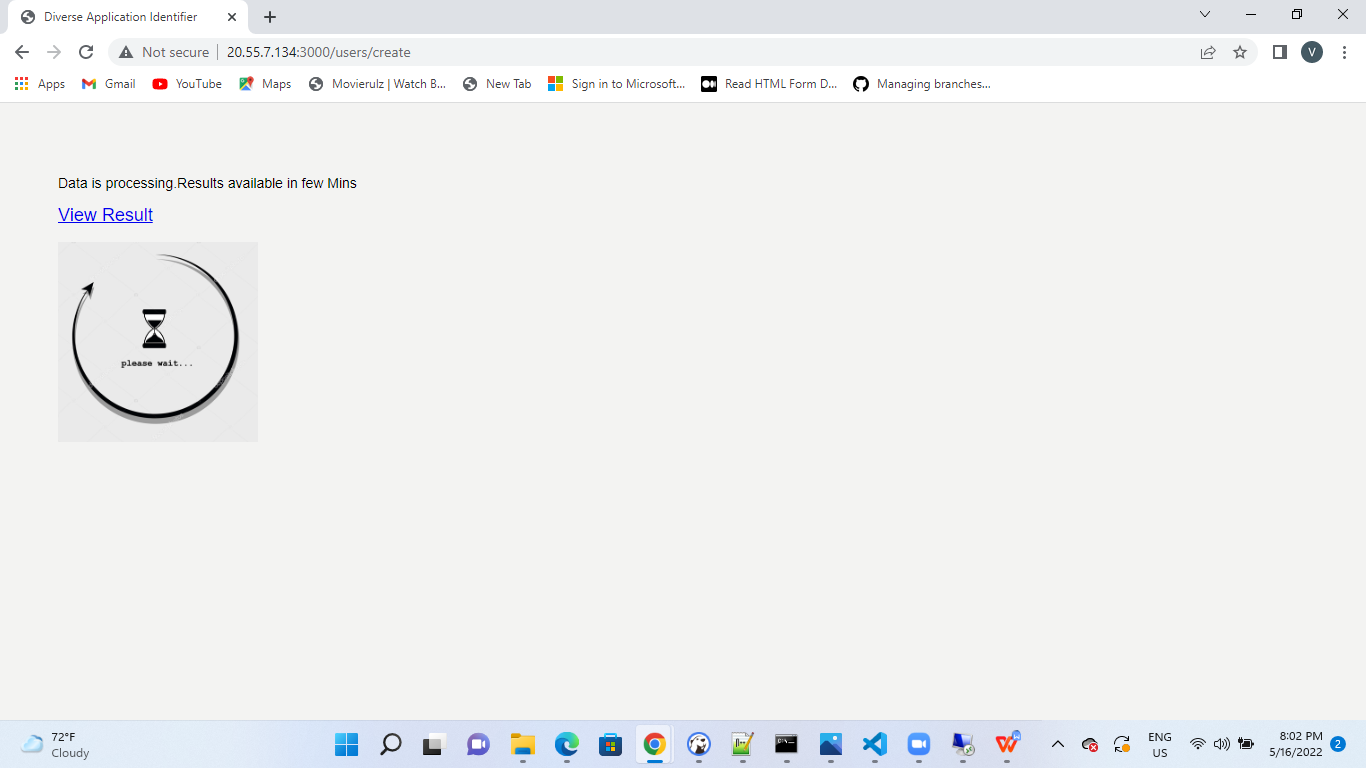 Diverse Application Identifier
Not secure 20.55.7.134:3000/users/create
V
Apps Gmail YouTube Maps Movierulz | Watch B... New Tab Sign in to Microsoft... Read HTML Form D... Managing branches...
Data is processing.Results available in few Mins
View Result
please wait...
72°F
Cloudy
ENG
US
8:02 PM
5/16/2022
2